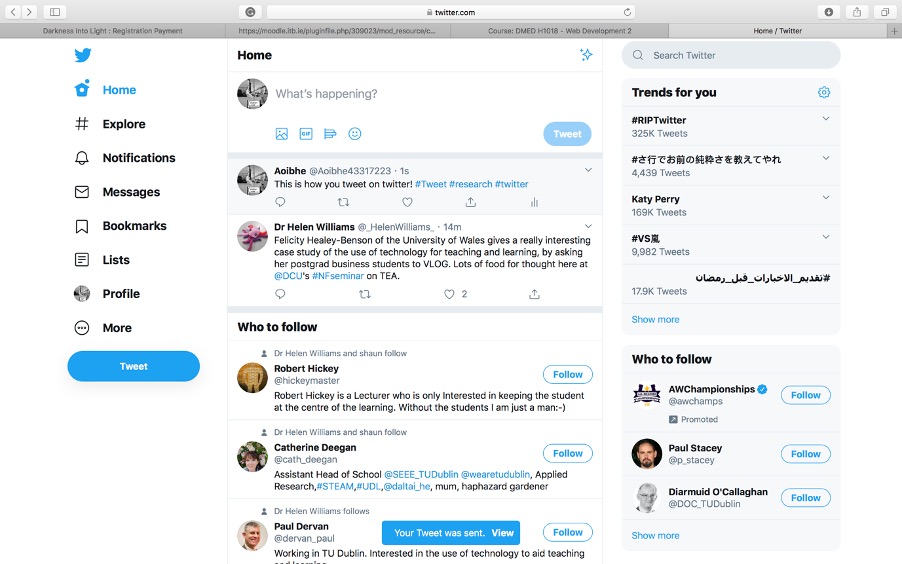 twitter.com
Darkness Into Light : Registration Payment
https://moodle.itb.ie/pluginfile.php/309023/mod_resource/c...
Course: DMED H1018 - Web Development 2
Home / Twitter
Home
Explore
Notifications
Messages
Bookmarks
Lists
Profile
More
Tweet
Home
What's happening?
GIF
Tweet
Aoibhe @Aoibhe43317223 · 1s
This is how you tweet on twitter! #Tweet #research #twitter
Dr Helen Williams @_HelenWilliams_ · 14m
Felicity Healey-Benson of the University of Wales gives a really interesting
case study of the use of technology for teaching and learning, by asking
her postgrad business students to VLOG. Lots of food for thought here at
@DCU's #NFseminar on TEA.
2
Who to follow
Dr Helen Williams and shaun follow
Robert Hickey
@hickeymaster
Follow
Robert Hickey is a Lecturer who is only Interested in keeping the student
at the centre of the learning. Without the students I am just a man:-)
Dr Helen Williams and shaun follow
Catherine Deegan
@cath_deegan
Follow
Assistant Head of School @SEEE_TUDublin @wearetudublin, Applied
Research,#STEAM,#UDL,@daltai_he, mum, haphazard gardener
Dr Helen Williams follows
Paul Dervan
@dervan_paul
Follow
Working in TU Dublin. Interested in the use of technology to aid teaching
and learning
Your Tweet was sent. View
Search Twitter
Trends for you
#RIPTwitter
325K Tweets
#さ行でお前の純粋さを教えてやれ
4,439 Tweets
Katy Perry
169K Tweets
#VS嵐
9,982 Tweets
#تقديم_الاختبارات_قبل_رمضان
17.9K Tweets
Show more
Who to follow
AWChampionships
@awchamps
Follow
Promoted
Paul Stacey
@p_stacey
Follow
Diarmuid O'Callaghan
@DOC_TUDublin
Follow
Show more